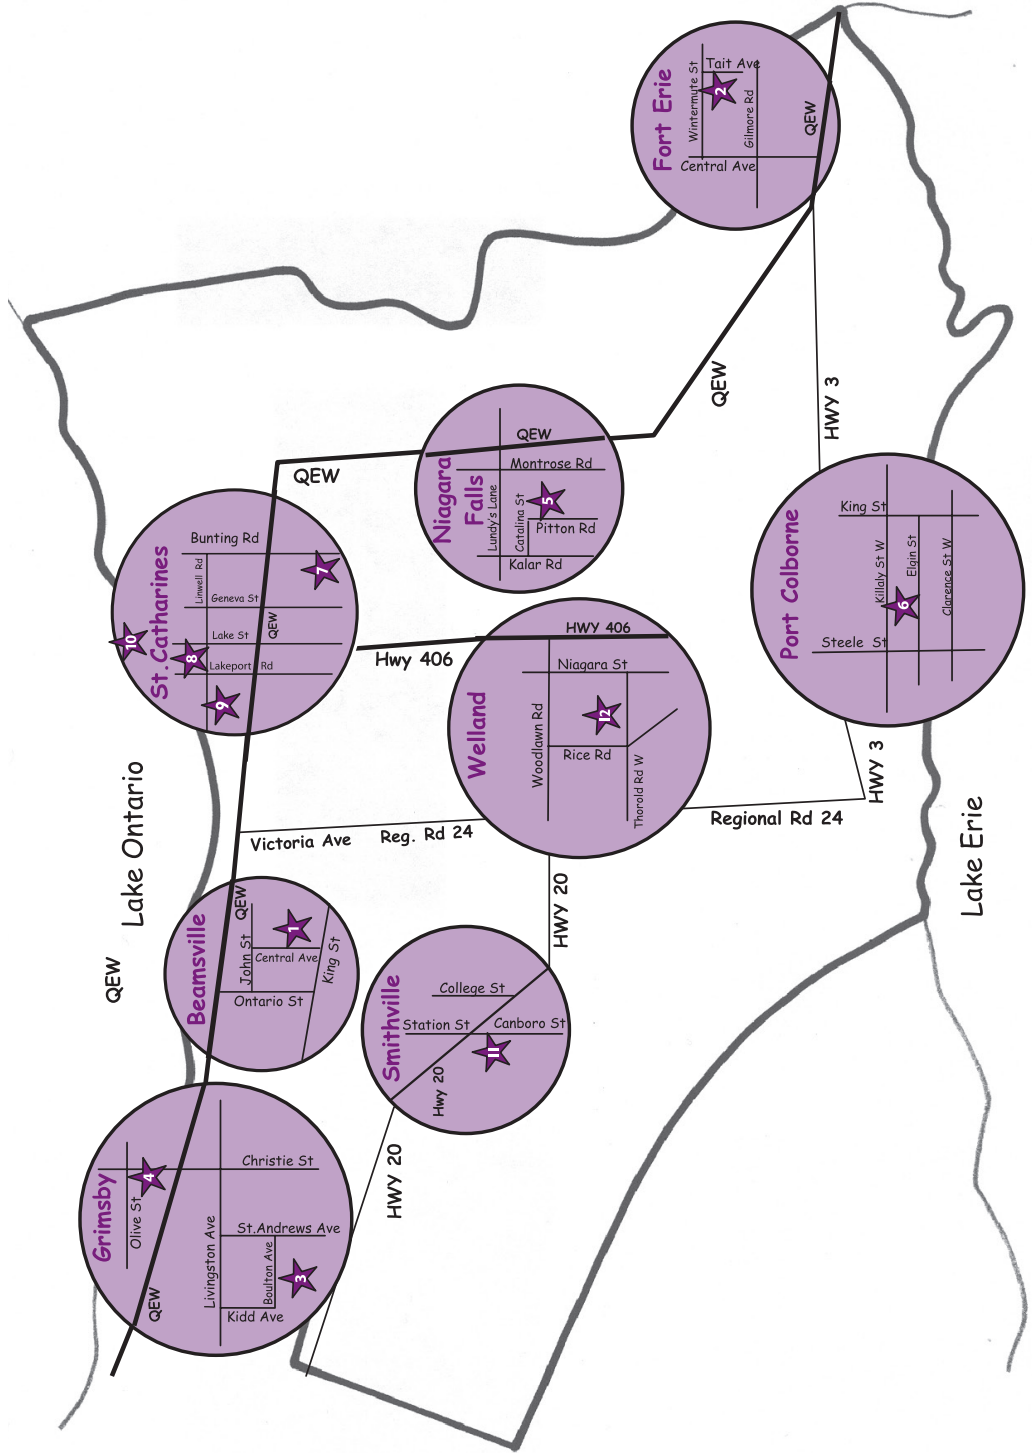 Fort Erie
Wintermute St
Tait Ave
2
Gilmore Rd
Central Ave
QEW
QEW
HWY 3
QEW
Niagara
Falls
QEW
Montrose Rd
Lundy's Lane
Catalina St
5
Pitton Rd
Kalar Rd
St.Catharines
Bunting Rd
Linwell Rd
7
Geneva St
QEW
Lake St
Lakeport Rd
10
8
9
Hwy 406
Welland
HWY 406
Niagara St
Woodlawn Rd
12
Rice Rd
Thorold Rd W
Port Colborne
King St
Killaly St W
Elgin St
Clarence St W
6
Steele St
HWY 3
Regional Rd 24
Victoria Ave
Reg. Rd 24
Lake Ontario
Lake Erie
QEW
Beamsville
QEW
John St
1
Central Ave
King St
Ontario St
HWY 20
Smithville
College St
Station St
Canboro St
11
Hwy 20
HWY 20
Grimsby
Olive St
4
Christie St
QEW
Livingston Ave
St.Andrews Ave
Boulton Ave
3
Kidd Ave